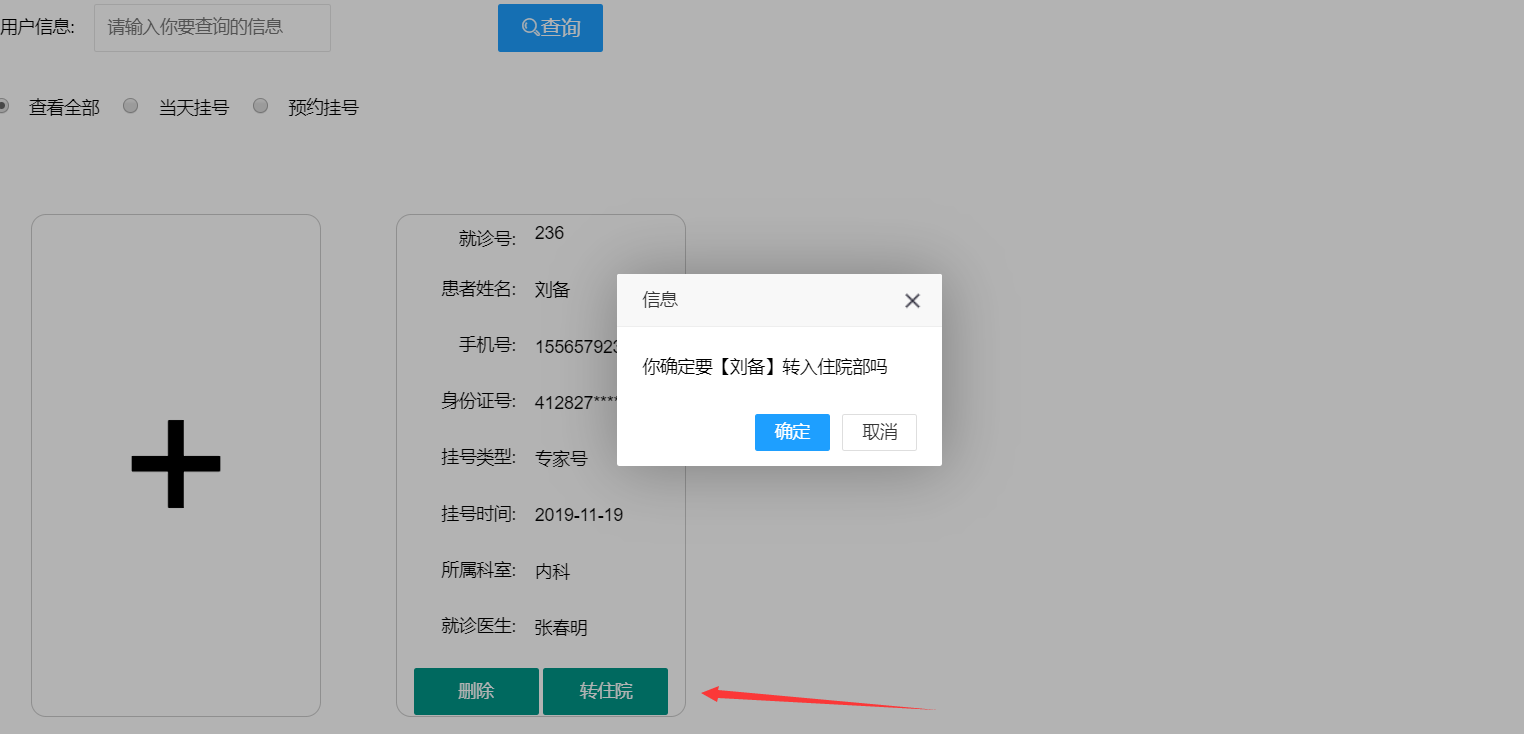 用户信息: 请输入你要查询的信息 查询
查看全部 当天挂号 预约挂号
就诊号: 236
患者姓名: 刘备
手机号: 155657923
身份证号: 412827****
挂号类型: 专家号
挂号时间: 2019-11-19
所属科室: 内科
就诊医生: 张春明
删除 转住院
信息
你确定要【刘备】转入住院部吗
确定 取消